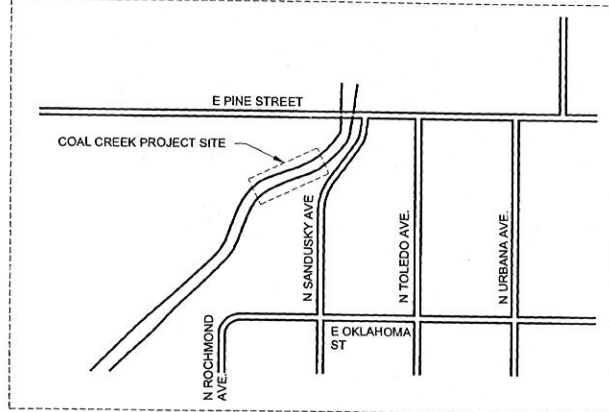 E PINE STREET
COAL CREEK PROJECT SITE
N SANDUSKY AVE
N TOLEDO AVE.
N URBANA AVE.
E OKLAHOMA
ST
N ROCHMOND
AVE.